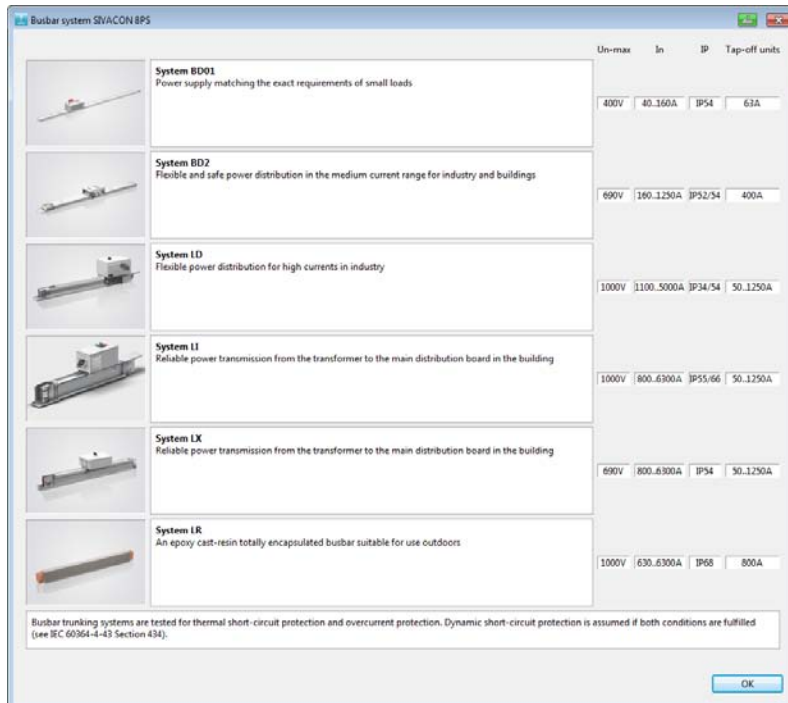 Busbar system SIVACON 8PS
Un-max In IP Tap-off units
System BD01
Power supply matching the exact requirements of small loads
400V 40..160A IP54 63A
System BD2
Flexible and safe power distribution in the medium current range for industry and buildings
690V 160..1250A IP52/54 400A
System LD
Flexible power distribution for high currents in industry
1000V 1100..5000A IP34/54 50..1250A
System LI
Reliable power transmission from the transformer to the main distribution board in the building
1000V 800..6300A IP55/66 50..1250A
System LX
Reliable power transmission from the transformer to the main distribution board in the building
690V 800..6300A IP54 50..1250A
System LR
An epoxy cast-resin totally encapsulated busbar suitable for use outdoors
1000V 630..6300A IP68 800A
Busbar trunking systems are tested for thermal short-circuit protection and overcurrent protection. Dynamic short-circuit protection is assumed if both conditions are fulfilled
(see IEC 60364-4-43 Section 434).
OK